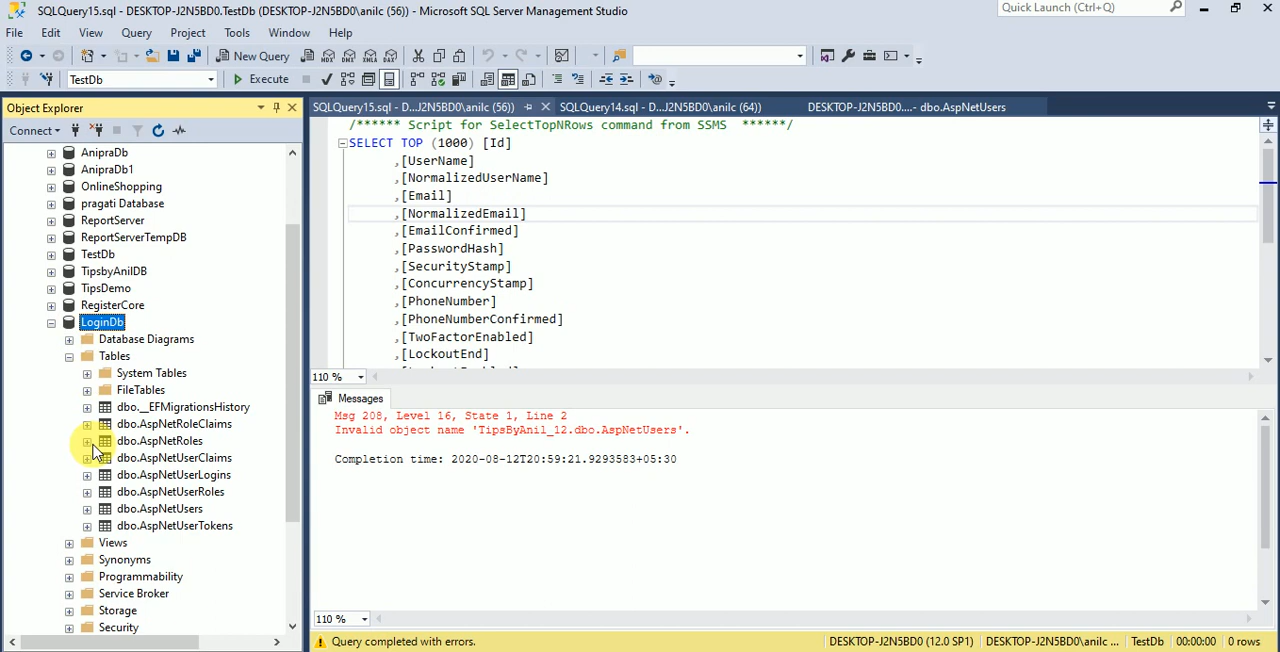 SQLQuery15.sql - DESKTOP-J2N5BD0.TestDb (DESKTOP-J2N5BD0\anilc (56)) - Microsoft SQL Server Management Studio
Quick Launch (Ctrl+Q)
File Edit View Query Project Tools Window Help
New Query MDX DMX XMLA DAX
TestDb Execute
Object Explorer
SQLQuery15.sql - D...J2N5BD0\anilc (56)) SQLQuery14.sql - D...J2N5BD0\anilc (64)) DESKTOP-J2N5BD0.... - dbo.AspNetUsers
Connect
AnipraDb
AnipraDb1
OnlineShopping
pragati Database
ReportServer
ReportServerTempDB
TestDb
TipsbyAnilDB
TipsDemo
RegisterCore
LoginDb
Database Diagrams
Tables
System Tables
FileTables
dbo.__EFMigrationsHistory
dbo.AspNetRoleClaims
dbo.AspNetRoles
dbo.AspNetUserClaims
dbo.AspNetUserLogins
dbo.AspNetUserRoles
dbo.AspNetUsers
dbo.AspNetUserTokens
Views
Synonyms
Programmability
Service Broker
Storage
Security
/****** Script for SelectTopNRows command from SSMS ******/
SELECT TOP (1000) [Id]
,[UserName]
,[NormalizedUserName]
,[Email]
,[NormalizedEmail]
,[EmailConfirmed]
,[PasswordHash]
,[SecurityStamp]
,[ConcurrencyStamp]
,[PhoneNumber]
,[PhoneNumberConfirmed]
,[TwoFactorEnabled]
,[LockoutEnd]
110 %
Messages
Msg 208, Level 16, State 1, Line 2
Invalid object name 'TipsByAnil_12.dbo.AspNetUsers'.
Completion time: 2020-08-12T20:59:21.9293583+05:30
110 %
Query completed with errors. DESKTOP-J2N5BD0 (12.0 SP1) DESKTOP-J2N5BD0\anilc ... TestDb 00:00:00 0 rows